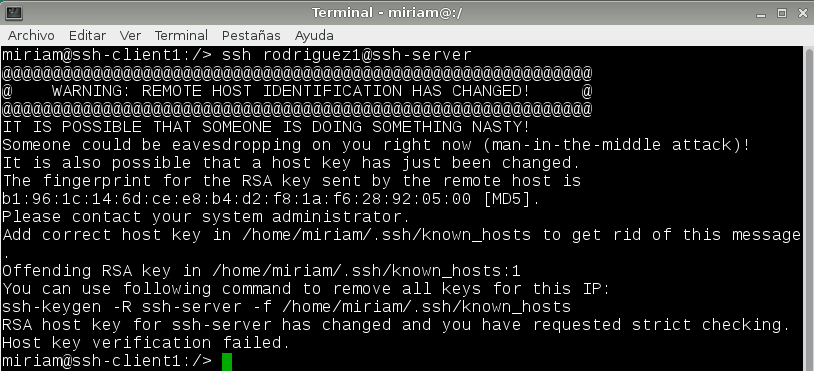 Terminal - miriam@:/
Archivo Editar Ver Terminal Pestañas Ayuda
miriam@ssh-client1:/> ssh rodriguez1@ssh-server
@@@@@@@@@@@@@@@@@@@@@@@@@@@@@@@@@@@@@@@@@@@@@@@@@@@@@@@@@@@
@    WARNING: REMOTE HOST IDENTIFICATION HAS CHANGED!     @
@@@@@@@@@@@@@@@@@@@@@@@@@@@@@@@@@@@@@@@@@@@@@@@@@@@@@@@@@@@
IT IS POSSIBLE THAT SOMEONE IS DOING SOMETHING NASTY!
Someone could be eavesdropping on you right now (man-in-the-middle attack)!
It is also possible that a host key has just been changed.
The fingerprint for the RSA key sent by the remote host is
b1:96:1c:14:6d:ce:e8:b4:d2:f8:1a:f6:28:92:05:00 [MD5].
Please contact your system administrator.
Add correct host key in /home/miriam/.ssh/known_hosts to get rid of this message
.
Offending RSA key in /home/miriam/.ssh/known_hosts:1
You can use following command to remove all keys for this IP:
ssh-keygen -R ssh-server -f /home/miriam/.ssh/known_hosts
RSA host key for ssh-server has changed and you have requested strict checking.
Host key verification failed.
miriam@ssh-client1:/>